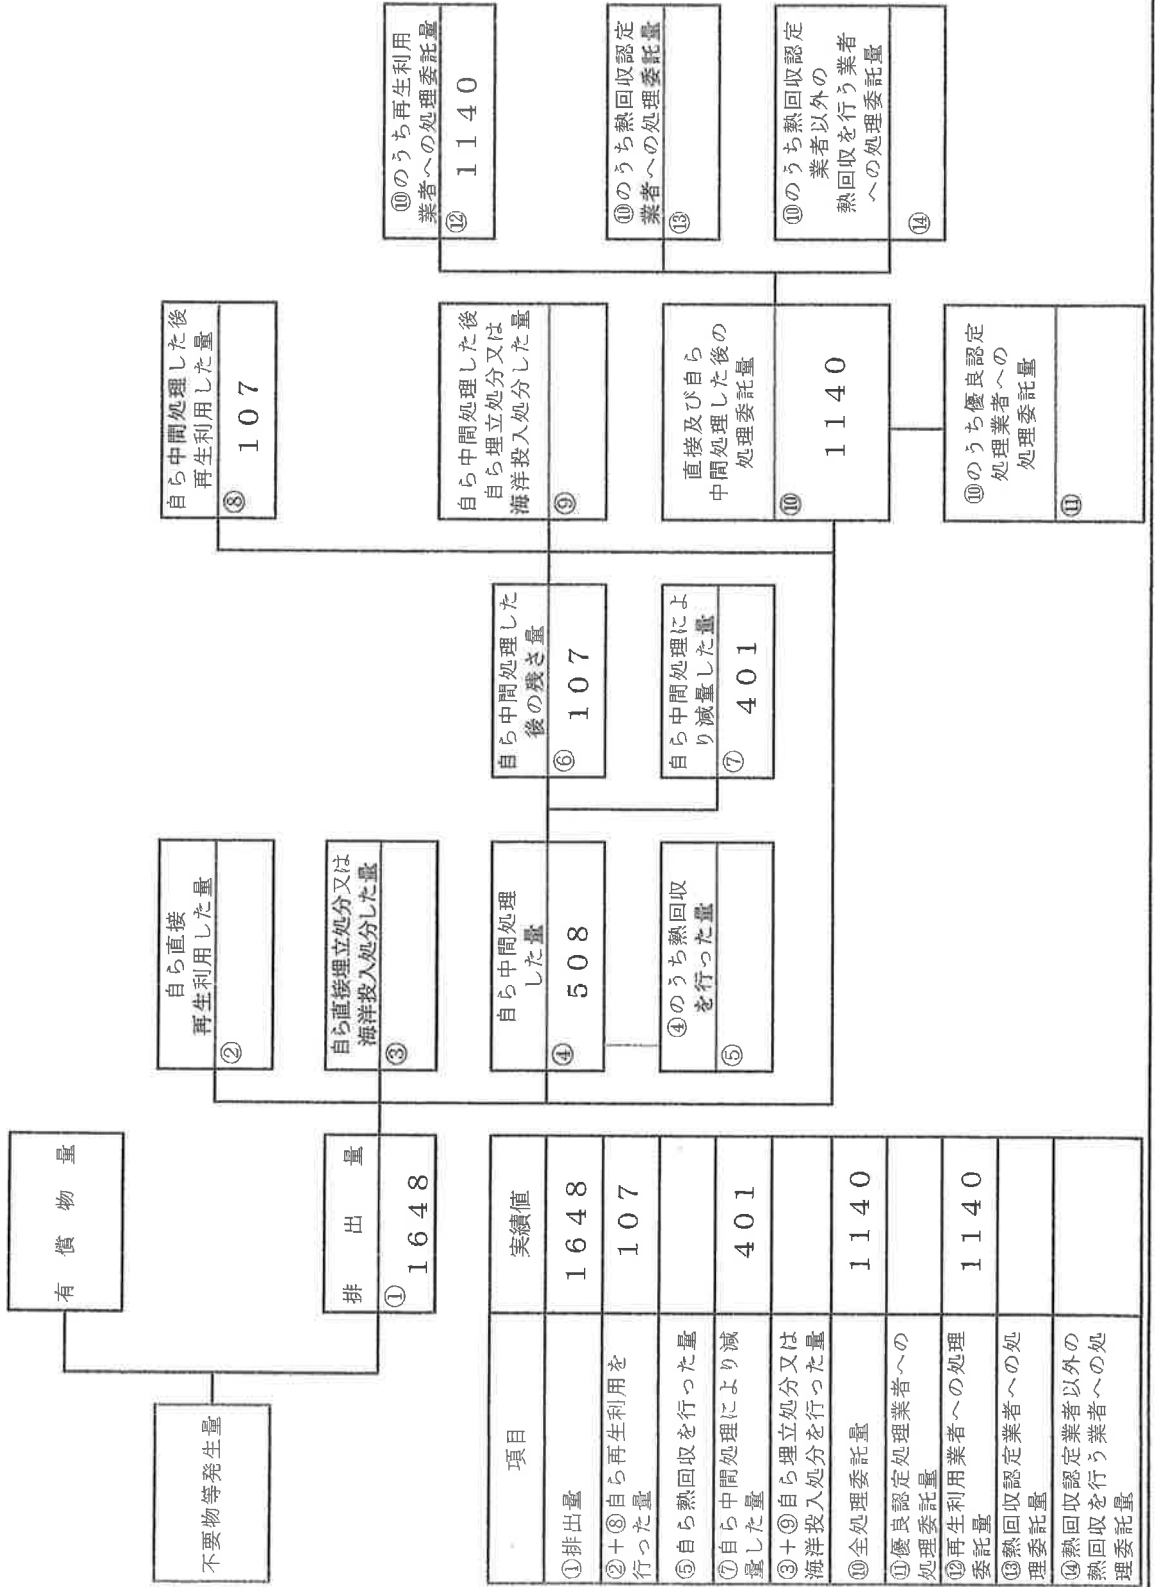 不要物等発生量
有償物量
排出量
① 1648
自ら直接
再生利用した量
②
自ら直接埋立処分又は
海洋投入処分した量
③
自ら中間処理
した量
④ 508
④のうち熱回収
を行った量
⑤
自ら中間処理した
後の残さ量
⑥ 107
自ら中間処理によ
り減量した量
⑦ 401
自ら中間処理した後
再生利用した量
⑧ 107
自ら中間処理した後
自ら埋立処分又は
海洋投入処分した量
⑨
直接及び自ら
中間処理した後の
処理委託量
⑩ 1140
⑩のうち優良認定
処理業者への
処理委託量
⑪
⑩のうち再生利用
業者への処理委託量
⑫ 1140
⑩のうち熱回収認定
業者への処理委託量
⑬
⑩のうち熱回収認定
業者以外の
熱回収を行う業者
への処理委託量
⑭
項目 実績値
①排出量 1648
②+⑧自ら再生利用を
行った量 107
⑤自ら熱回収を行った量
⑦自ら中間処理により減
量した量 401
③+⑨自ら埋立処分又は
海洋投入処分を行った量
⑩全処理委託量 1140
⑪優良認定処理業者への
処理委託量
⑫再生利用業者への処理
委託量 1140
⑬熱回収認定業者への処
理委託量
⑭熱回収認定業者以外の
熱回収を行う業者への処
理委託量